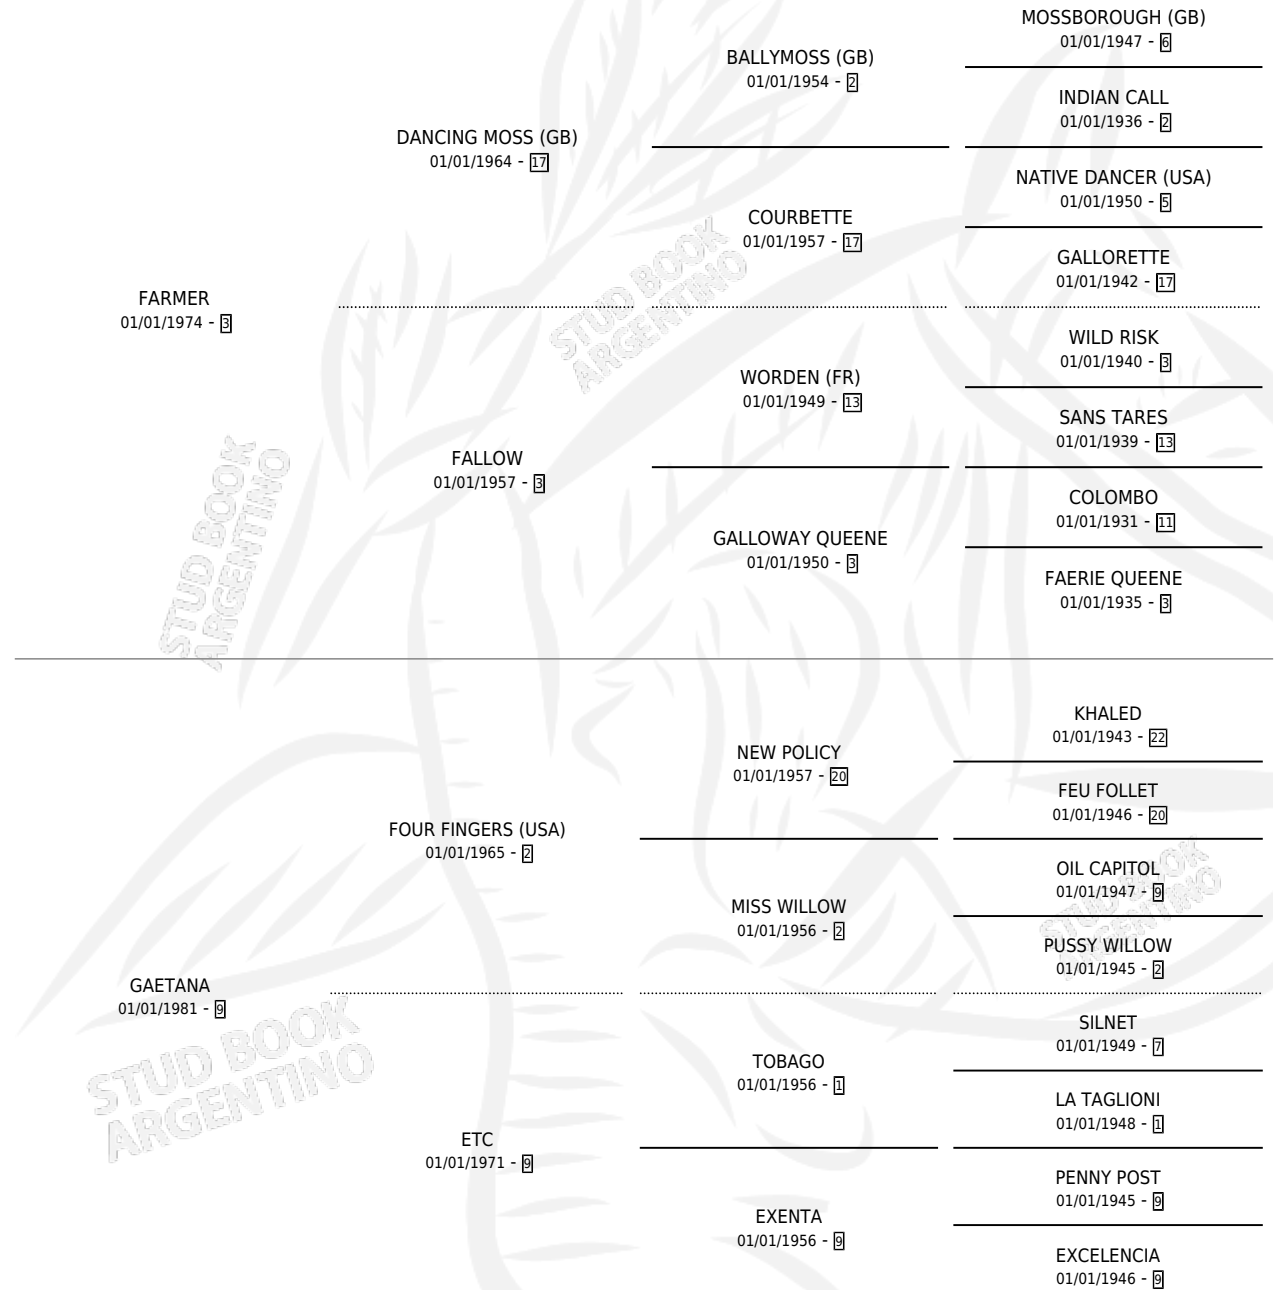 MOSSBOROUGH (GB)
01/01/1947 - 6
BALLYMOSS (GB)
01/01/1954 - 2
INDIAN CALL
01/01/1936 - 2
DANCING MOSS (GB)
01/01/1964 - 17
NATIVE DANCER (USA)
01/01/1950 - 5
COURBETTE
01/01/1957 - 17
GALLORETTE
01/01/1942 - 17
FARMER
01/01/1974 - 3
WILD RISK
01/01/1940 - 3
WORDEN (FR)
01/01/1949 - 13
SANS TARES
01/01/1939 - 13
FALLOW
01/01/1957 - 3
COLOMBO
01/01/1931 - 11
GALLOWAY QUEENE
01/01/1950 - 3
FAERIE QUEENE
01/01/1935 - 3
STUD BOOK
ARGENTINO
STUD BOOK
ARGENTINO
KHALED
01/01/1943 - 22
NEW POLICY
01/01/1957 - 20
FEU FOLLET
01/01/1946 - 20
FOUR FINGERS (USA)
01/01/1965 - 2
OIL CAPITOL
01/01/1947 - 9
MISS WILLOW
01/01/1956 - 2
PUSSY WILLOW
01/01/1945 - 2
GAETANA
01/01/1981 - 9
SILNET
01/01/1949 - 7
TOBAGO
01/01/1956 - 1
LA TAGLIONI
01/01/1948 - 1
ETC
01/01/1971 - 9
PENNY POST
01/01/1945 - 9
EXENTA
01/01/1956 - 9
EXCELENCIA
01/01/1946 - 9
STUD BOOK
ARGENTINO
STUD BOOK
ARGENTINO